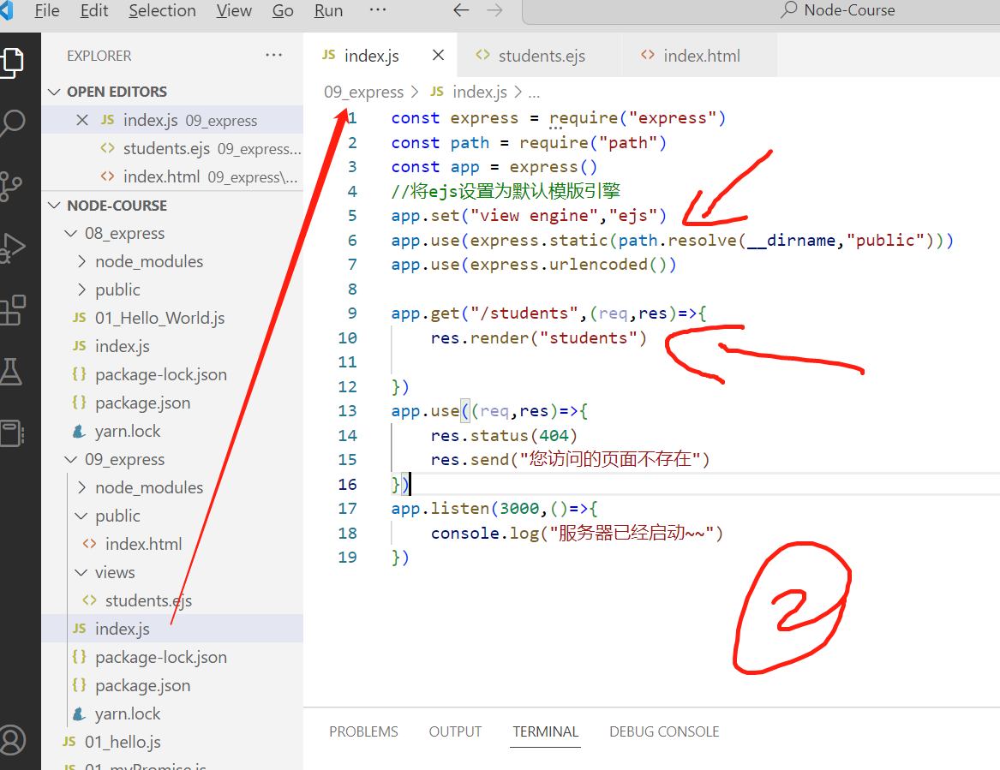 File Edit Selection View Go Run ··· Node-Course
EXPLORER ···
OPEN EDITORS
JS index.js 09_express
<> students.ejs 09_express...
<> index.html 09_express\...
NODE-COURSE
08_express
node_modules
public
JS 01_Hello_World.js
JS index.js
{} package-lock.json
{} package.json
yarn.lock
09_express
node_modules
public
<> index.html
views
<> students.ejs
JS index.js
{} package-lock.json
{} package.json
yarn.lock
JS 01_hello.js
JS 01_myPromise.js
JS index.js <> students.ejs <> index.html
09_express > JS index.js > ...
1 const express = require("express")
2 const path = require("path")
3 const app = express()
4 //将ejs设置为默认模版引擎
5 app.set("view engine","ejs")
6 app.use(express.static(path.resolve(__dirname,"public")))
7 app.use(express.urlencoded())
8
9 app.get("/students",(req,res)=>{
10 res.render("students")
11
12 })
13 app.use((req,res)=>{
14 res.status(404)
15 res.send("您访问的页面不存在")
16 })
17 app.listen(3000,()=>{
18 console.log("服务器已经启动~~")
19 })
2
PROBLEMS OUTPUT TERMINAL DEBUG CONSOLE